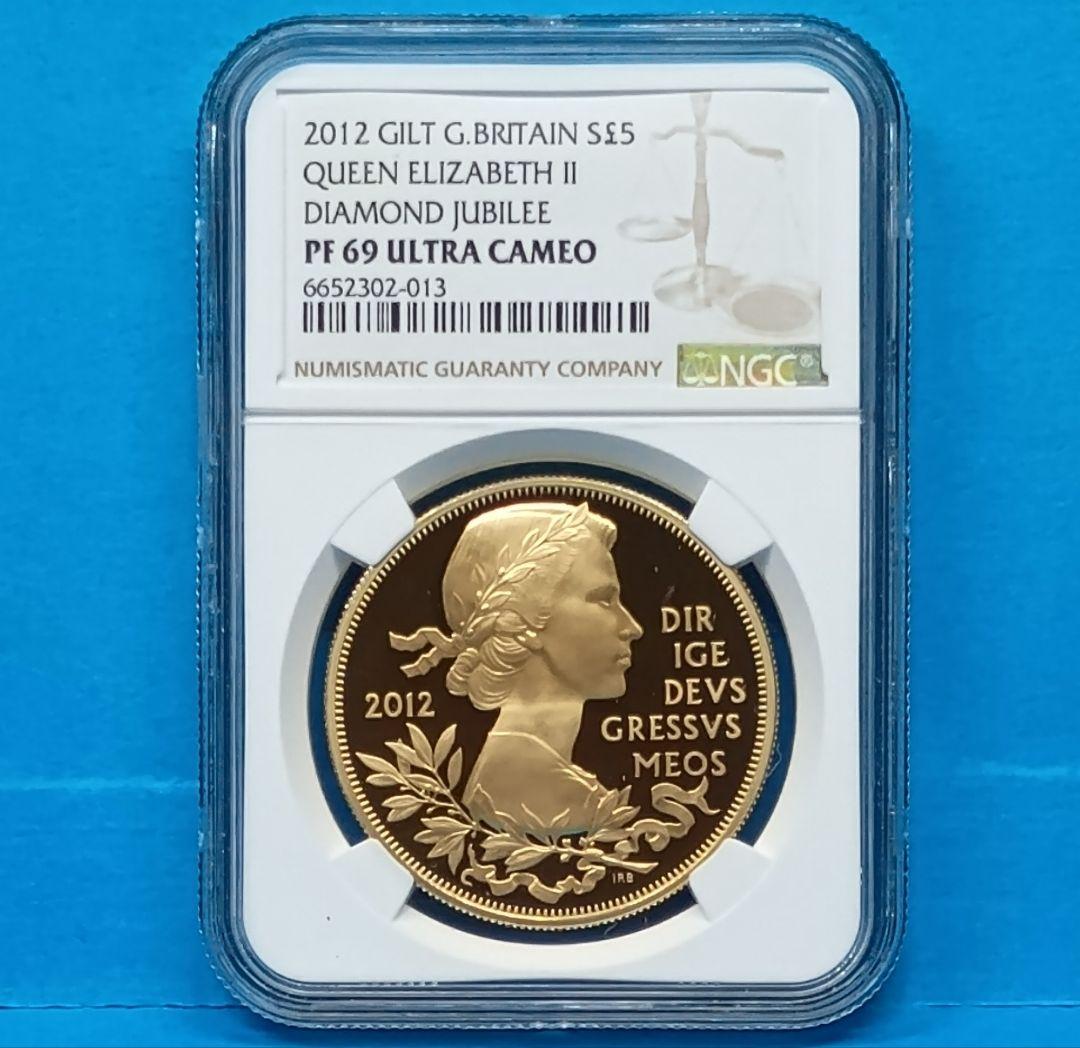 2012 GILT G.BRITAIN S£5
QUEEN ELIZABETH II
DIAMOND JUBILEE
PF 69 ULTRA CAMEO
6652302-013
NUMISMATIC GUARANTY COMPANY
NGC®
DIR
IGE
DEVS
2012
GRESSVS
MEOS
IRB